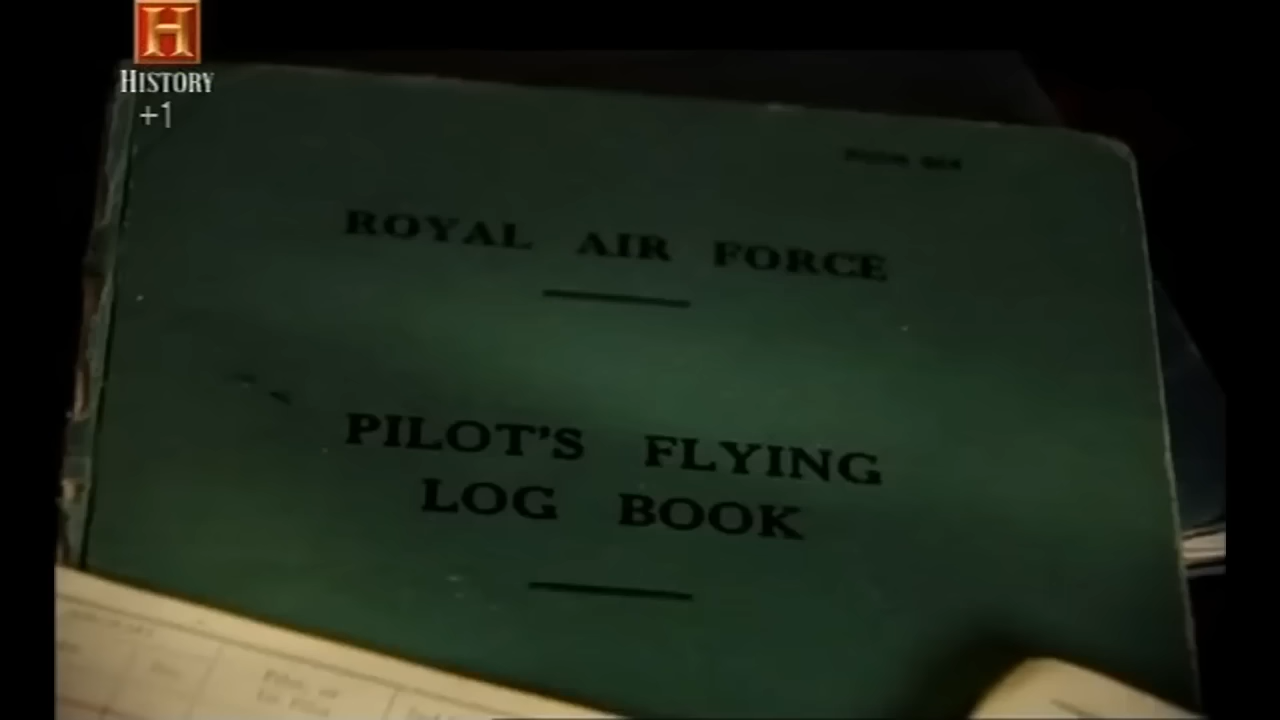 H
HISTORY
+1
ROYAL AIR FORCE
PILOT'S FLYING
LOG BOOK